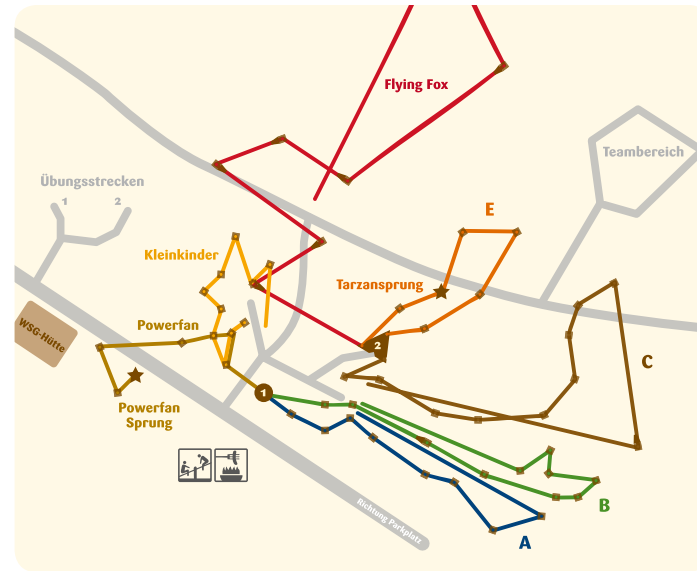 Flying Fox
Teambereich
Übungsstrecken
1 2
E
Kleinkinder
Tarzansprung
Powerfan
WSG-Hütte
2
C
1
Powerfan
Sprung
B
Richtung Parkplatz
A